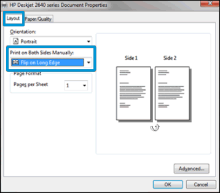 HP Deskjet 2640 series Document Properties
Layout
Paper/Quality
Orientation:
Portrait
Print on Both Sides Manually:
Flip on Long Edge
Page Format
Pages per Sheet
1
Side 1
Side 2
Advanced...
OK
Cancel